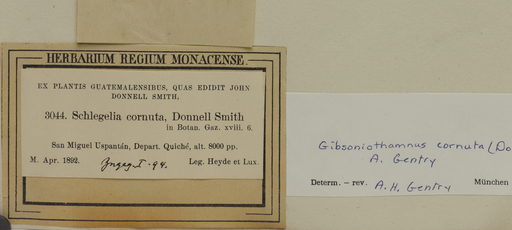 HERBARIUM REGIUM MONACENSE
EX PLANTIS GUATEMALENSIBUS, QUAS EDIDIT JOHN
DONNELL SMITH,
3044. Schlegelia cornuta, Donnell Smith
in Botan. Gaz. xviii. 6.
San Miguel Uspantán, Depart. Quiché, alt. 8000 pp.
M. Apr. 1892. Leg. Heyde et Lux.
Gibsoniothamnus cornuta (Do
A. Gentry
Determ. – rev. A.H. Gentry München